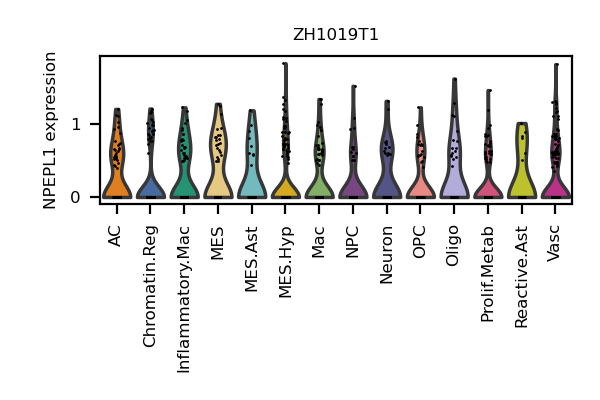 ZH1019T1
NPEPL1 expression
1
0
AC
Chromatin.Reg
Inflammatory.Mac
MES
MES.Ast
MES.Hyp
Mac
NPC
Neuron
OPC
Oligo
Prolif.Metab
Reactive.Ast
Vasc